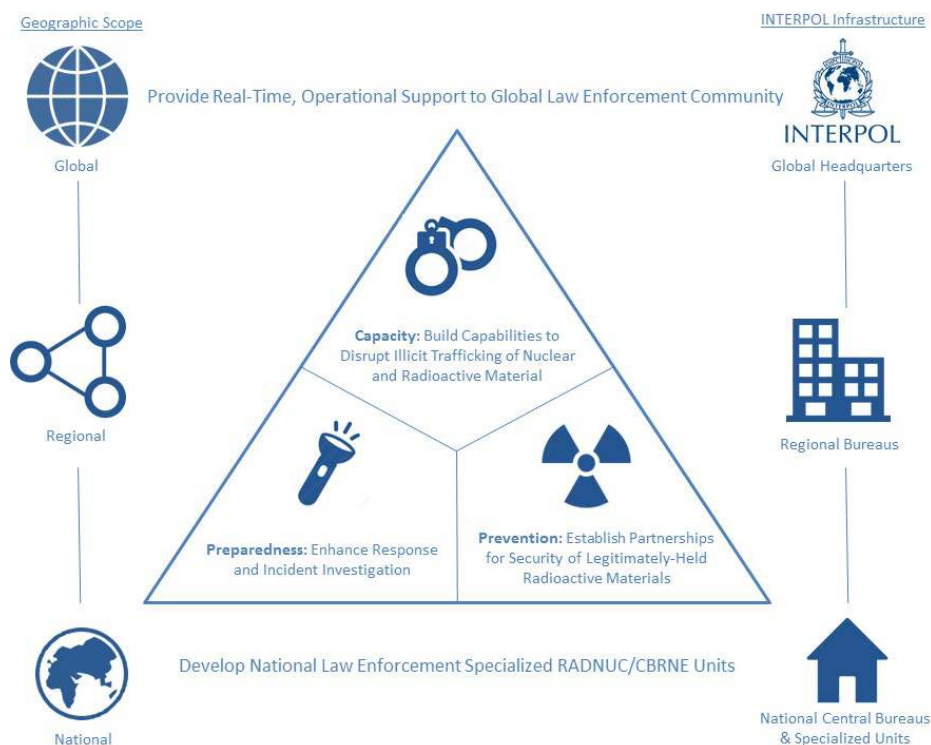 Geographic Scope
INTERPOL Infrastructure
Provide Real-Time, Operational Support to Global Law Enforcement Community
INTERPOL
Global
Global Headquarters
Capacity: Build Capabilities to
Disrupt Illicit Trafficking of Nuclear
and Radioactive Material
Regional
Regional Bureaus
Preparedness: Enhance Response
and Incident Investigation
Prevention: Establish Partnerships
for Security of Legitimately-Held
Radioactive Materials
Develop National Law Enforcement Specialized RADNUC/CBRNE Units
National
National Central Bureaus
& Specialized Units